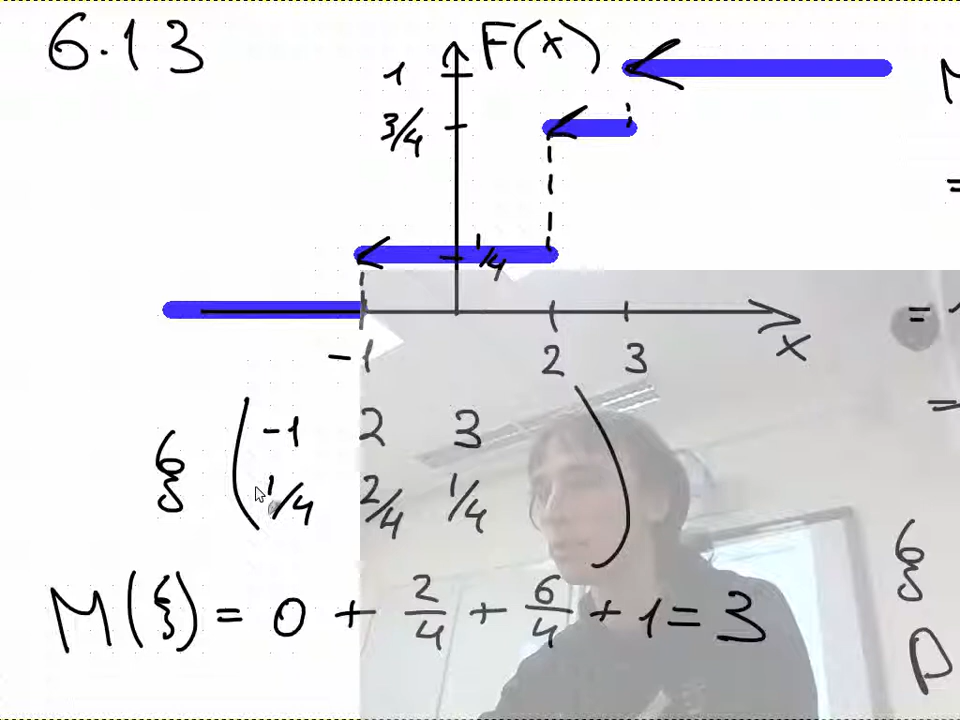 6.13
F(x)
1
3/4
1/4
-1 2 3 x
ξ ( -1 2 3
1/4 2/4 1/4 )
M(ξ) = 0 + 2/4 + 6/4 + 1 = 3
M
=
=
=
ξ